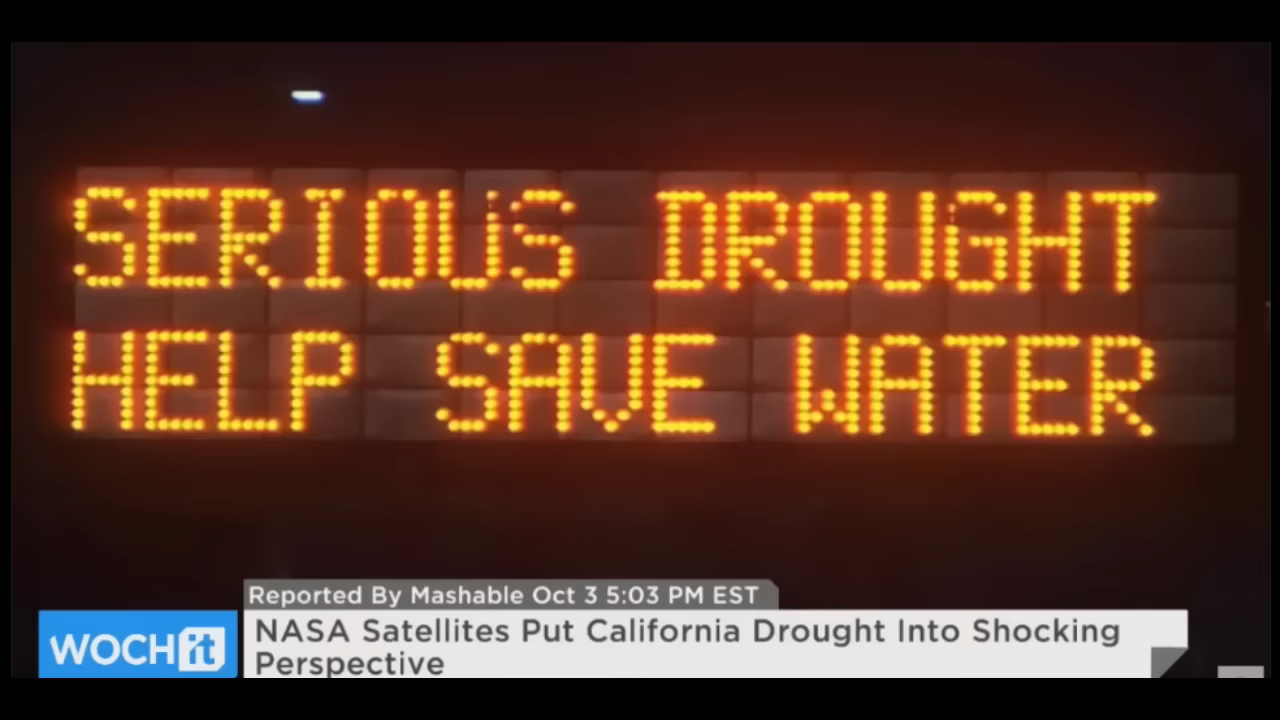 SERIOUS DROUGHT
HELP SAVE WATER
Reported By Mashable Oct 3 5:03 PM EST
NASA Satellites Put California Drought Into Shocking
Perspective
WOCHit